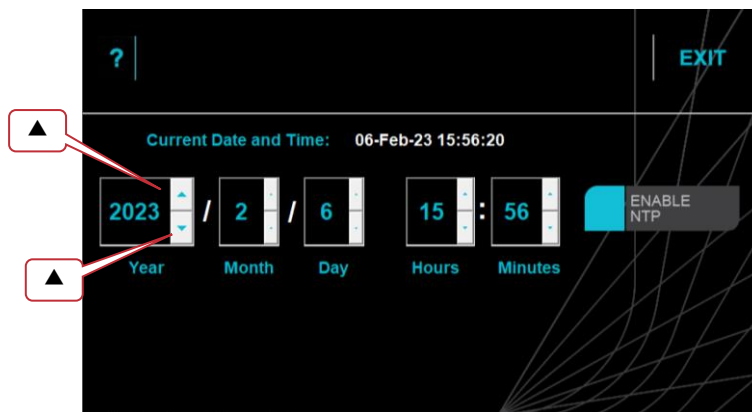 ?
EXIT
▲
Current Date and Time: 06-Feb-23 15:56:20
2023 / 2 / 6 15 : 56
ENABLE
NTP
▲
Year Month Day Hours Minutes